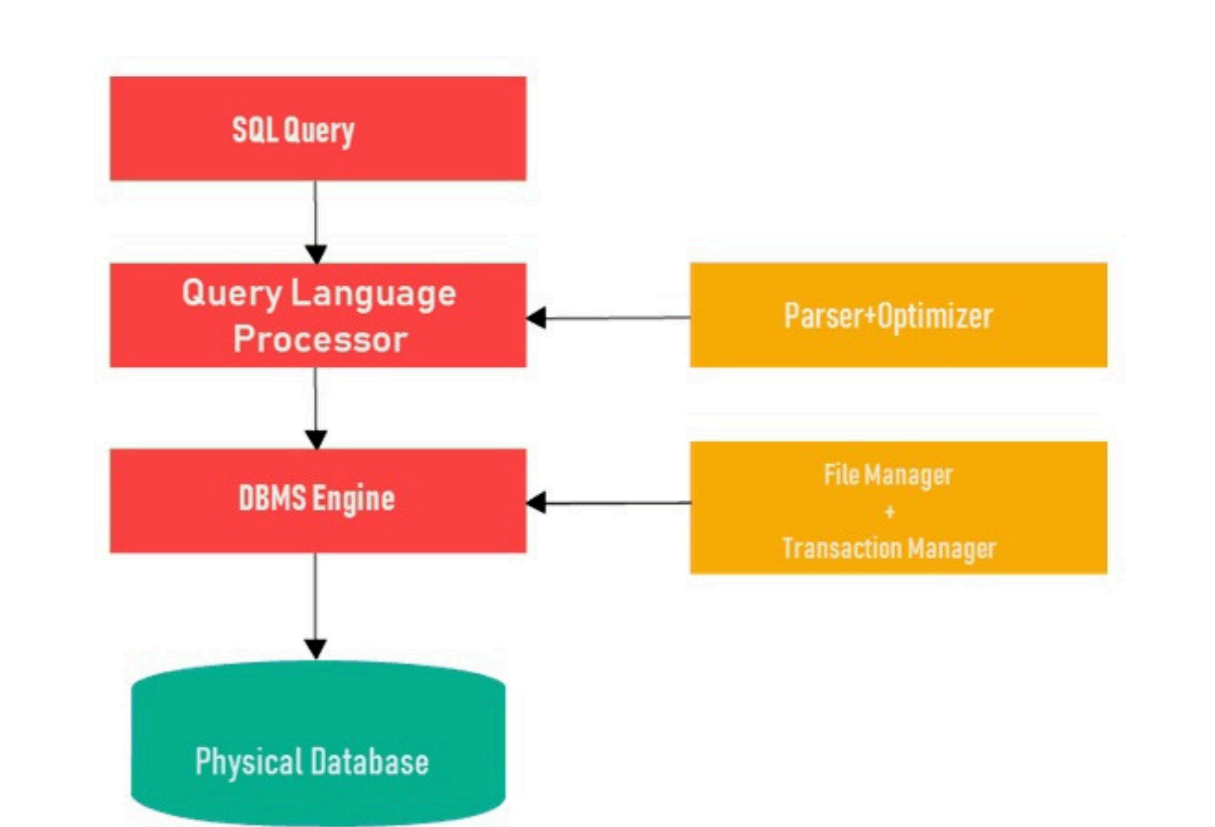 SQL Query
Query Language
Processor
Parser+Optimizer
DBMS Engine
File Manager
+
Transaction Manager
Physical Database